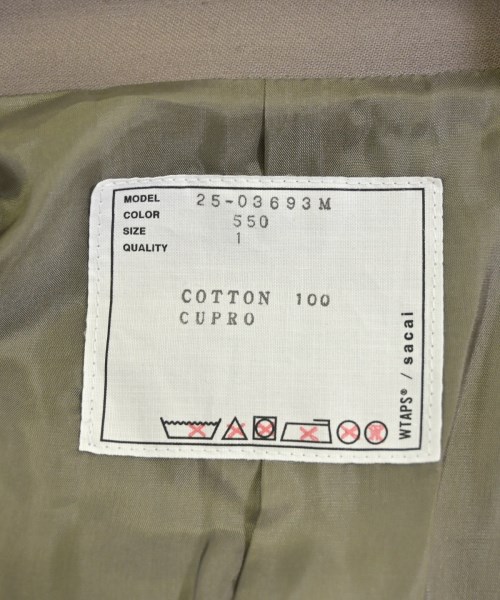 MODEL 25-03693M
COLOR 550
SIZE 1
QUALITY
COTTON 100
CUPRO
WTAPS® / sacai